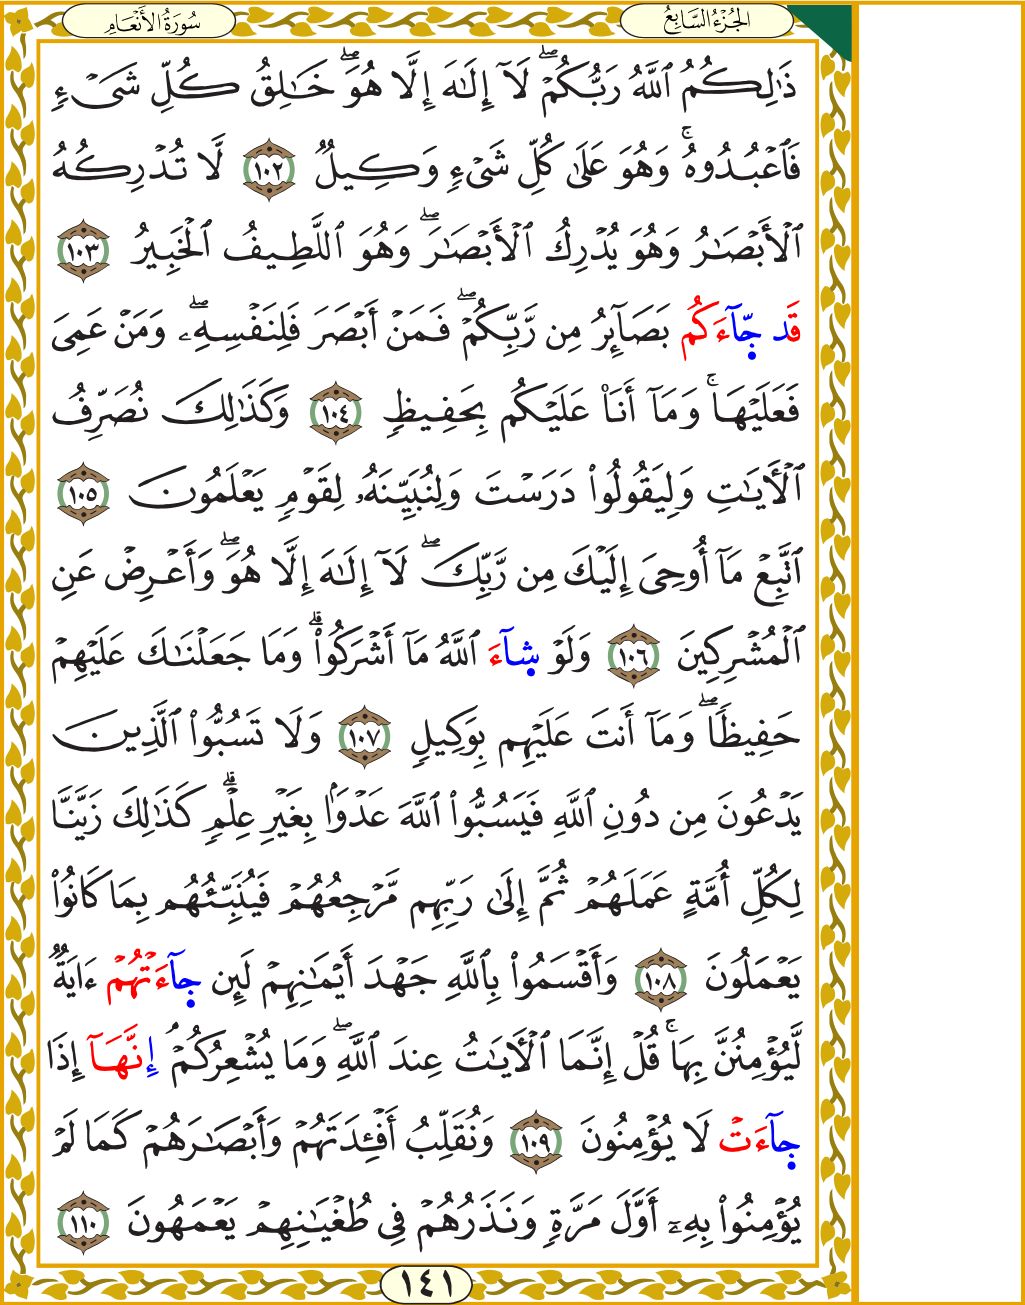 الجُزْءُ السَّابِعُ
سُورَةُ الأَنْعَامِ
ذَٰلِكُمُ ٱللَّهُ رَبُّكُمۡۖ لَآ إِلَٰهَ إِلَّا هُوَۖ خَٰلِقُ كُلِّ شَيۡءٖ
فَٱعۡبُدُوهُۚ وَهُوَ عَلَىٰ كُلِّ شَيۡءٖ وَكِيلٞ ١٠٢ لَّا تُدۡرِكُهُ
ٱلۡأَبۡصَٰرُ وَهُوَ يُدۡرِكُ ٱلۡأَبۡصَٰرَۖ وَهُوَ ٱللَّطِيفُ ٱلۡخَبِيرُ ١٠٣
قَد جَّآءَكُم بَصَآئِرُ مِن رَّبِّكُمۡۖ فَمَنۡ أَبۡصَرَ فَلِنَفۡسِهِۦۖ وَمَنۡ عَمِيَ
فَعَلَيۡهَاۚ وَمَآ أَنَا۠ عَلَيۡكُم بِحَفِيظٖ ١٠٤ وَكَذَٰلِكَ نُصَرِّفُ
ٱلۡأٓيَٰتِ وَلِيَقُولُواْ دَرَسۡتَ وَلِنُبَيِّنَهُۥ لِقَوۡمٖ يَعۡلَمُونَ ١٠٥
ٱتَّبِعۡ مَآ أُوحِيَ إِلَيۡكَ مِن رَّبِّكَۖ لَآ إِلَٰهَ إِلَّا هُوَۖ وَأَعۡرِضۡ عَنِ
ٱلۡمُشۡرِكِينَ ١٠٦ وَلَوۡ شَآءَ ٱللَّهُ مَآ أَشۡرَكُواْۗ وَمَا جَعَلۡنَٰكَ عَلَيۡهِمۡ
حَفِيظٗاۖ وَمَآ أَنتَ عَلَيۡهِم بِوَكِيلٖ ١٠٧ وَلَا تَسُبُّواْ ٱلَّذِينَ
يَدۡعُونَ مِن دُونِ ٱللَّهِ فَيَسُبُّواْ ٱللَّهَ عَدۡوَۢا بِغَيۡرِ عِلۡمٖۗ كَذَٰلِكَ زَيَّنَّا
لِكُلِّ أُمَّةٍ عَمَلَهُمۡ ثُمَّ إِلَىٰ رَبِّهِم مَّرۡجِعُهُمۡ فَيُنَبِّئُهُم بِمَا كَانُواْ
يَعۡمَلُونَ ١٠٨ وَأَقۡسَمُواْ بِٱللَّهِ جَهۡدَ أَيۡمَٰنِهِمۡ لَئِن جَآءَتۡهُمۡ ءَايَةٞ
لَّيُؤۡمِنُنَّ بِهَاۚ قُلۡ إِنَّمَا ٱلۡأٓيَٰتُ عِندَ ٱللَّهِۖ وَمَا يُشۡعِرُكُمۡ إِنَّهَآ إِذَا
جَآءَتۡ لَا يُؤۡمِنُونَ ١٠٩ وَنُقَلِّبُ أَفۡـِٔدَتَهُمۡ وَأَبۡصَٰرَهُمۡ كَمَا لَمۡ
يُؤۡمِنُواْ بِهِۦٓ أَوَّلَ مَرَّةٖ وَنَذَرُهُمۡ فِي طُغۡيَٰنِهِمۡ يَعۡمَهُونَ ١١٠
١٤١